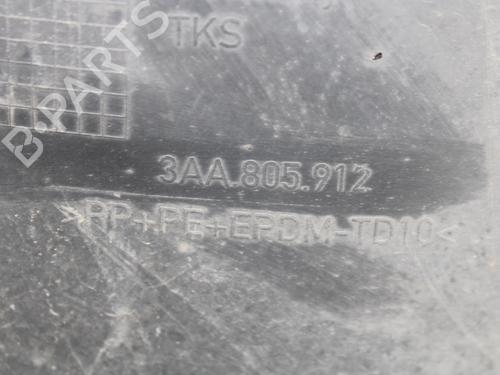 B-PARTS
TKS
3AA.805.912
>PP+PE+EPDM-TD10<